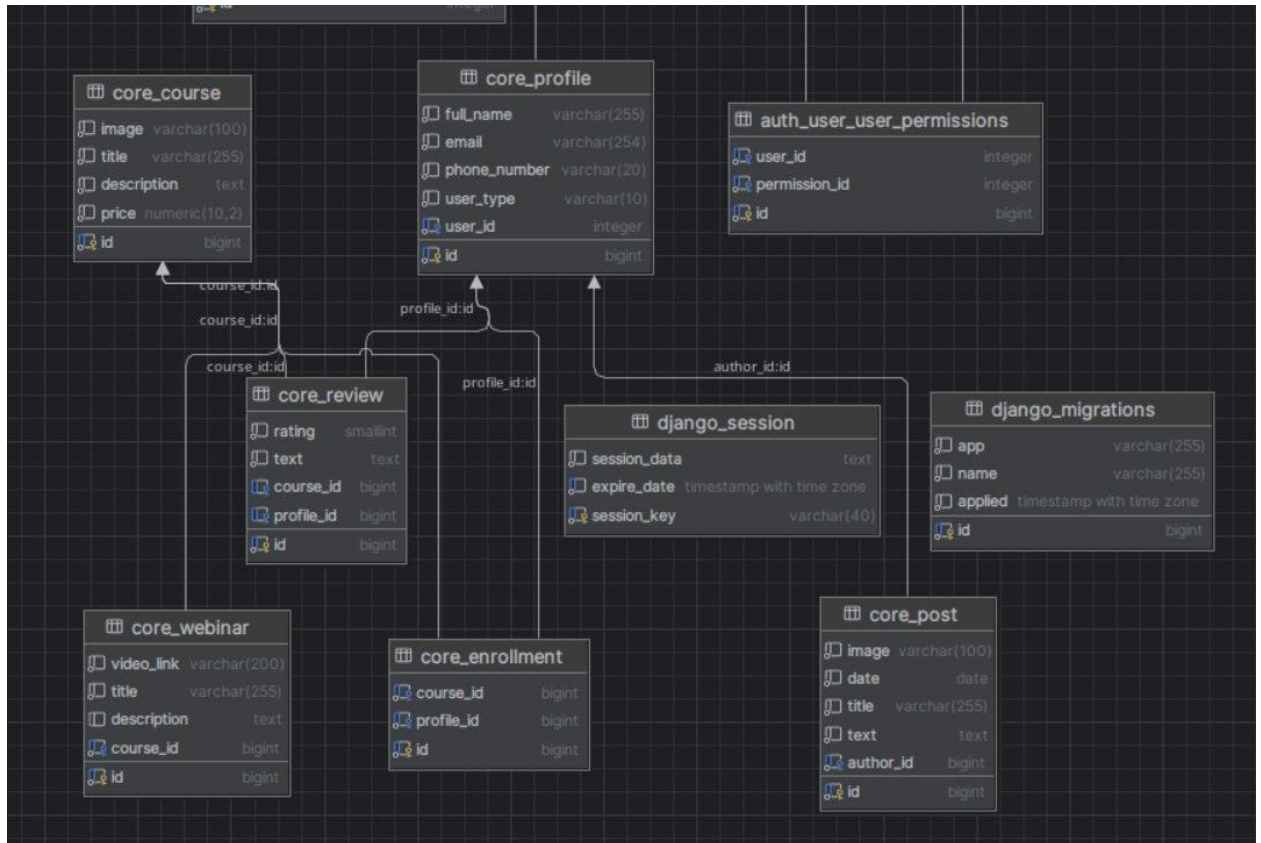 id integer
core_course
image varchar(100)
title varchar(255)
description text
price numeric(10,2)
id bigint
core_profile
full_name varchar(255)
email varchar(254)
phone_number varchar(20)
user_type varchar(10)
user_id integer
id bigint
auth_user_user_permissions
user_id integer
permission_id integer
id bigint
course_id:id
course_id:id
course_id:id
profile_id:id
profile_id:id
author_id:id
core_review
rating smallint
text text
course_id bigint
profile_id bigint
id bigint
django_session
session_data text
expire_date timestamp with time zone
session_key varchar(40)
django_migrations
app varchar(255)
name varchar(255)
applied timestamp with time zone
id bigint
core_webinar
video_link varchar(200)
title varchar(255)
description text
course_id bigint
id bigint
core_enrollment
course_id bigint
profile_id bigint
id bigint
core_post
image varchar(100)
date date
title varchar(255)
text text
author_id bigint
id bigint